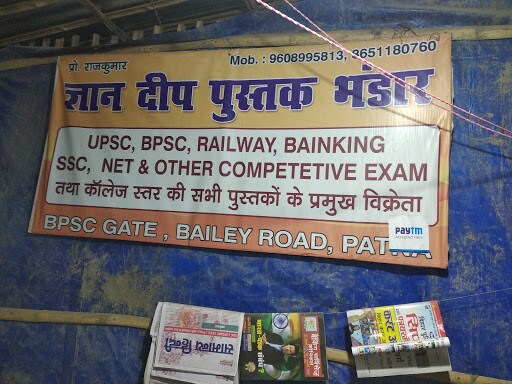 प्रो. राजकुमार
Mob. : 9608995813, 8651180760
ज्ञान दीप पुस्तक भंडार
UPSC, BPSC, RAILWAY, BAINKING
SSC, NET & OTHER COMPETETIVE EXAM
तथा कॉलेज स्तर की सभी पुस्तकों के प्रमुख विक्रेता
BPSC GATE, BAILEY ROAD, PATNA
paytm
सामान्य हिन्दी